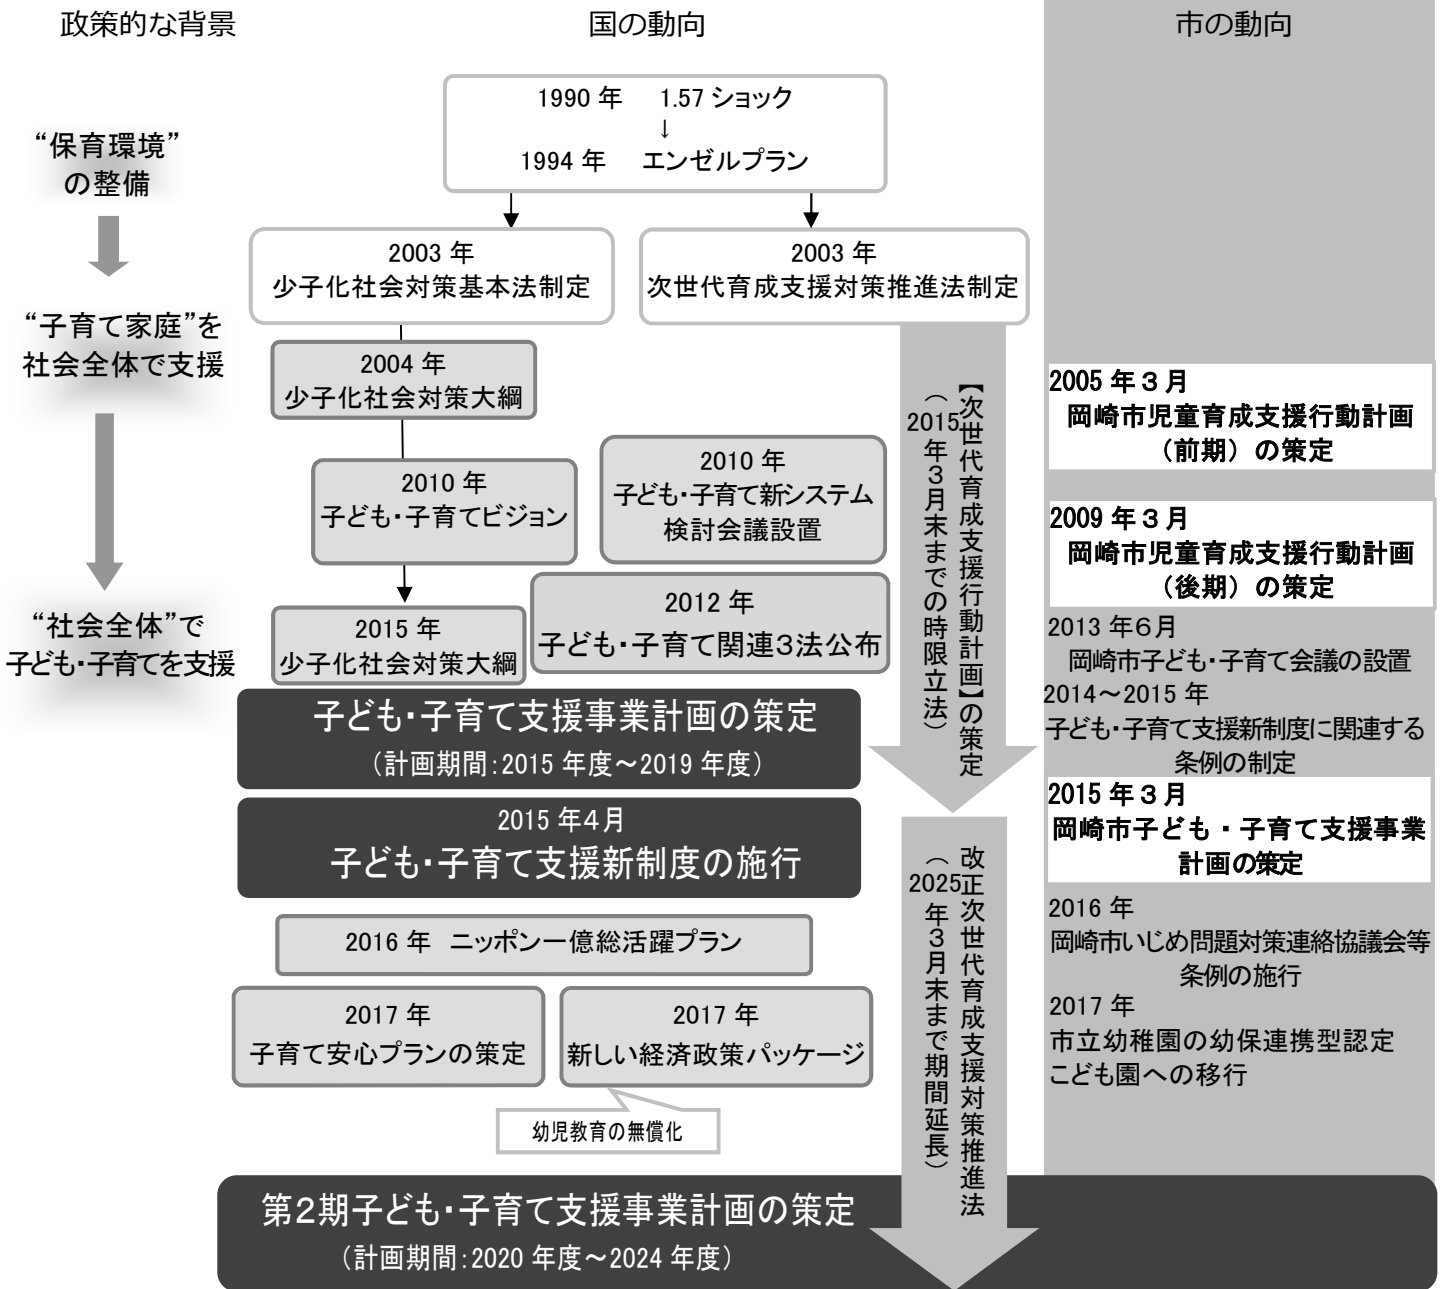 政策的な背景
国の動向
市の動向
“保育環境”
の整備
“子育て家庭”を
社会全体で支援
“社会全体”で
子ども・子育てを支援
1990 年　1.57 ショック
↓
1994 年　エンゼルプラン
2003 年
少子化社会対策基本法制定
2003 年
次世代育成支援対策推進法制定
2004 年
少子化社会対策大綱
2010 年
子ども・子育てビジョン
2010 年
子ども・子育て新システム
検討会議設置
2012 年
子ども・子育て関連３法公布
2015 年
少子化社会対策大綱
【次世代育成支援行動計画】の策定
（2015年３月末までの時限立法）
子ども・子育て支援事業計画の策定
（計画期間：2015 年度～2019 年度）
2015 年４月
子ども・子育て支援新制度の施行
2016 年　ニッポン一億総活躍プラン
2017 年
子育て安心プランの策定
2017 年
新しい経済政策パッケージ
幼児教育の無償化
改正次世代育成支援対策推進法
（2025年３月末まで期間延長）
第２期子ども・子育て支援事業計画の策定
（計画期間：2020 年度～2024 年度）
2005 年３月
岡崎市児童育成支援行動計画
（前期）の策定
2009 年３月
岡崎市児童育成支援行動計画
（後期）の策定
2013 年６月
岡崎市子ども・子育て会議の設置
2014～2015 年
子ども・子育て支援新制度に関連する
条例の制定
2015 年３月
岡崎市子ども・子育て支援事業
計画の策定
2016 年
岡崎市いじめ問題対策連絡協議会等
条例の施行
2017 年
市立幼稚園の幼保連携型認定
こども園への移行